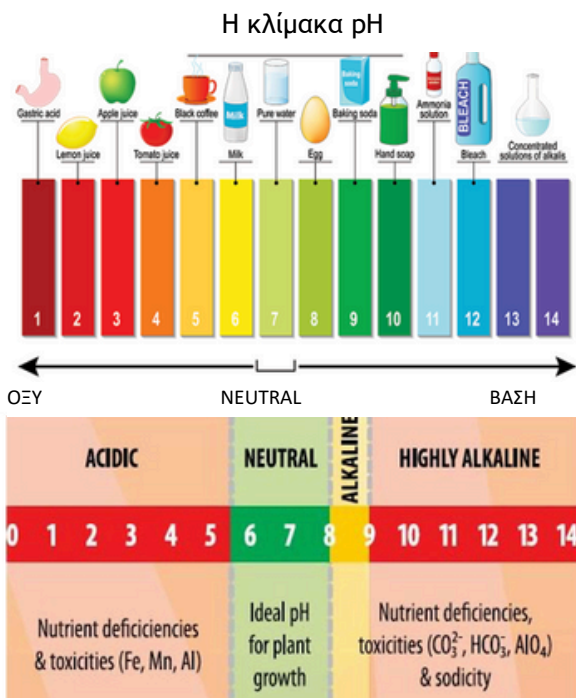 Η κλίμακα pH
Gastric acid
Apple juice
Black coffee
Pure water
Baking soda
Ammonia
solution
Lemon juice
Tomato juice
Milk
Egg
Hand soap
Bleach
Concentrated
solutions of alkalis
Milk
Baking
soda
BLEACH
1 2 3 4 5 6 7 8 9 10 11 12 13 14
ΟΞΥ NEUTRAL ΒΑΣΗ
ACIDIC NEUTRAL ALKALINE HIGHLY ALKALINE
0 1 2 3 4 5 6 7 8 9 10 11 12 13 14
Nutrient deficiciencies
& toxicities (Fe, Mn, Al)
Ideal pH
for plant
growth
Nutrient deficiencies,
toxicities (CO₃²⁻, HCO₃⁻, AlO₄)
& sodicity